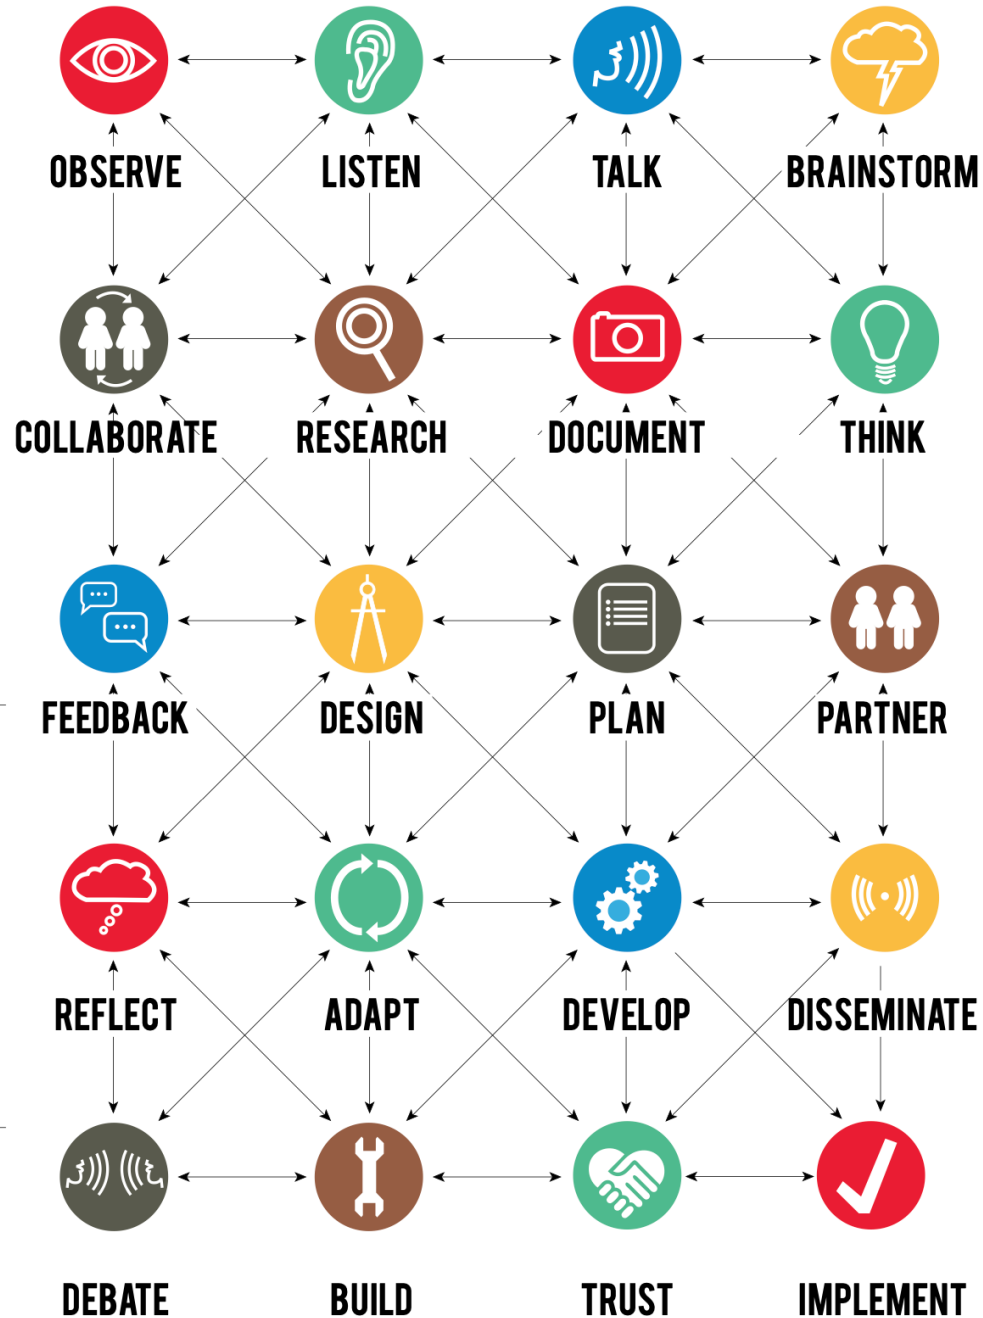 OBSERVE LISTEN TALK BRAINSTORM
COLLABORATE RESEARCH DOCUMENT THINK
FEEDBACK DESIGN PLAN PARTNER
REFLECT ADAPT DEVELOP DISSEMINATE
DEBATE BUILD TRUST IMPLEMENT